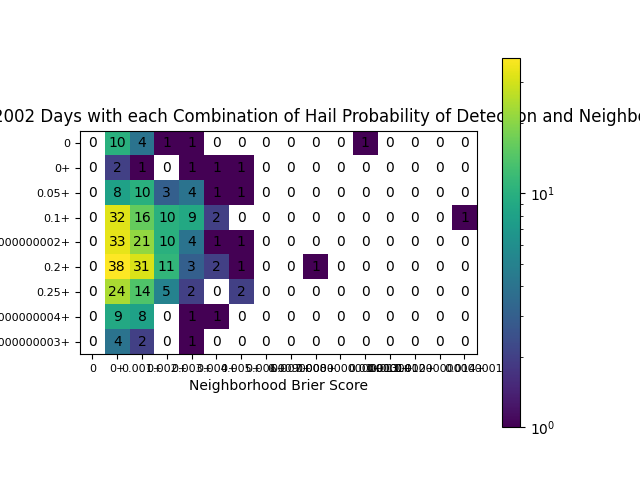 2002 Days with each Combination of Hail Probability of Detection and Neighbo
0 0 10 4 1 1 0 0 0 0 0 0 1 0 0 0 0
0+ 0 2 1 0 1 1 1 0 0 0 0 0 0 0 0 0
0.05+ 0 8 10 3 4 1 1 0 0 0 0 0 0 0 0 0
0.1+ 0 32 16 10 9 2 0 0 0 0 0 0 0 0 0 1
000000002+ 0 33 21 10 4 1 1 0 0 0 0 0 0 0 0 0
0.2+ 0 38 31 11 3 2 1 0 0 1 0 0 0 0 0 0
0.25+ 0 24 14 5 2 0 2 0 0 0 0 0 0 0 0 0
000000004+ 0 9 8 0 1 1 0 0 0 0 0 0 0 0 0 0
000000003+ 0 4 2 0 1 0 0 0 0 0 0 0 0 0 0 0
0 0+
Neighborhood Brier Score
10¹
10⁰